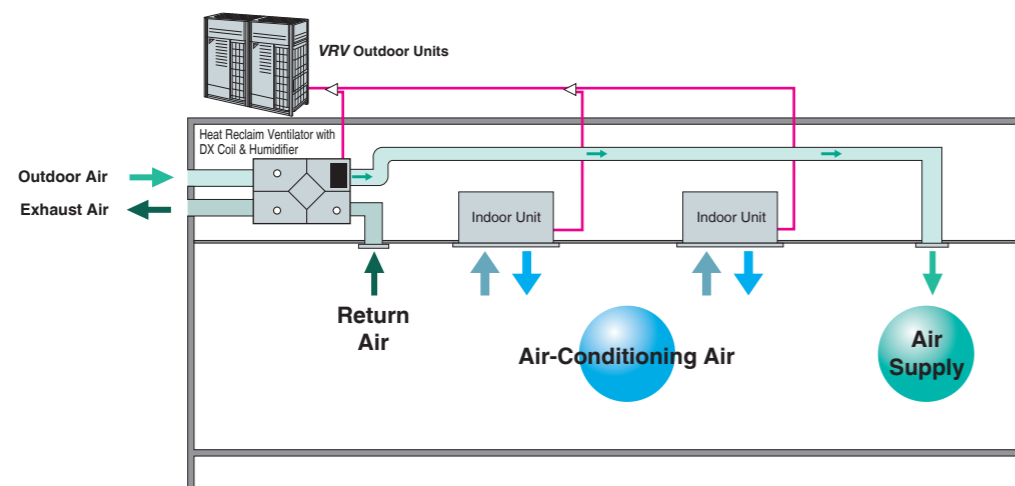 VRV Outdoor Units
Heat Reclaim Ventilator with
DX Coil & Humidifier
Outdoor Air
Exhaust Air
Indoor Unit
Indoor Unit
Return
Air
Air-Conditioning Air
Air
Supply